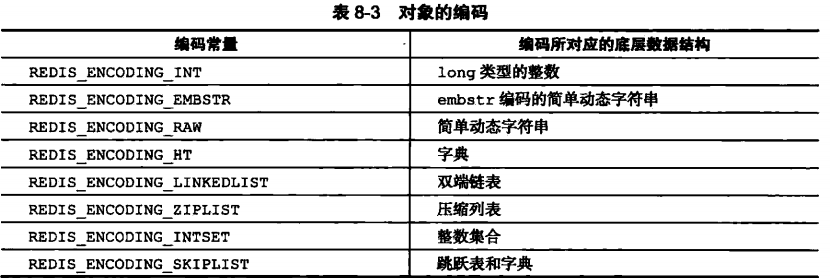 表 8-3 对象的编码
编码常量 编码所对应的底层数据结构
REDIS_ENCODING_INT long 类型的整数
REDIS_ENCODING_EMBSTR embstr 编码的简单动态字符串
REDIS_ENCODING_RAW 简单动态字符串
REDIS_ENCODING_HT 字典
REDIS_ENCODING_LINKEDLIST 双端链表
REDIS_ENCODING_ZIPLIST 压缩列表
REDIS_ENCODING_INTSET 整数集合
REDIS_ENCODING_SKIPLIST 跳跃表和字典